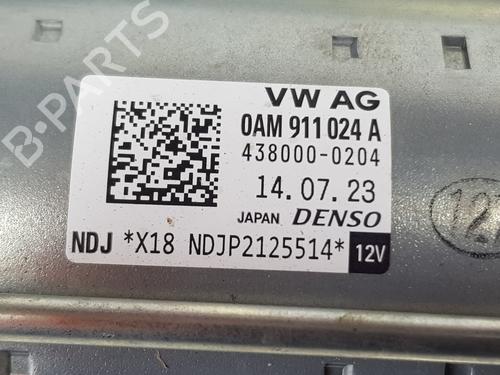 VW AG
0AM 911 024 A
438000-0204
14.07.23
JAPAN DENSO
NDJ *X18 NDJP2125514* 12V
B-PARTS